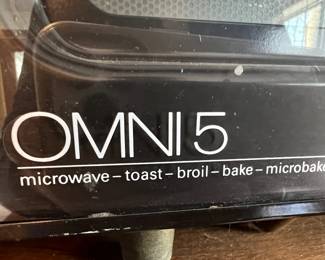 OMNI 5
microwave – toast – broil – bake – microbake